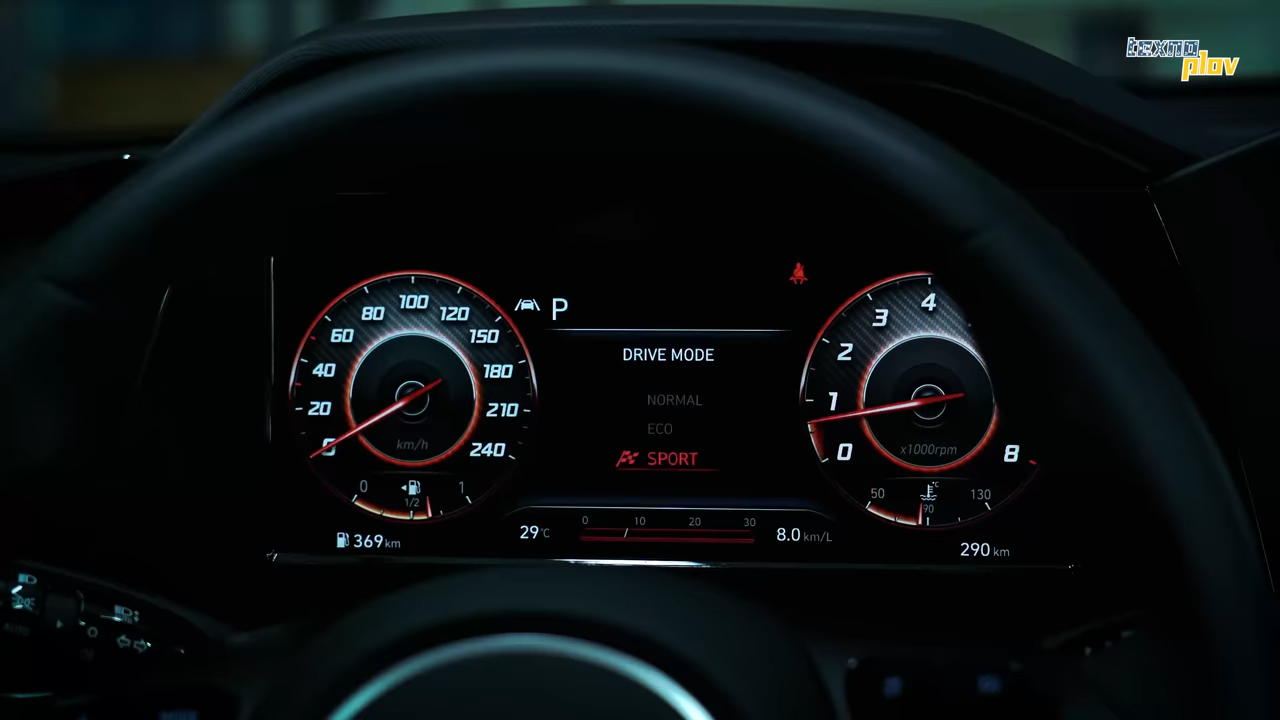 texno
plov
100
80
120
60
150
40
180
20
210
0
240
km/h
0
1/2
1
369 km
P
DRIVE MODE
NORMAL
ECO
SPORT
29°C
0 10 20 30
8.0 km/L
4
3
2
1
0
8
x1000rpm
50
°C
90
130
290 km